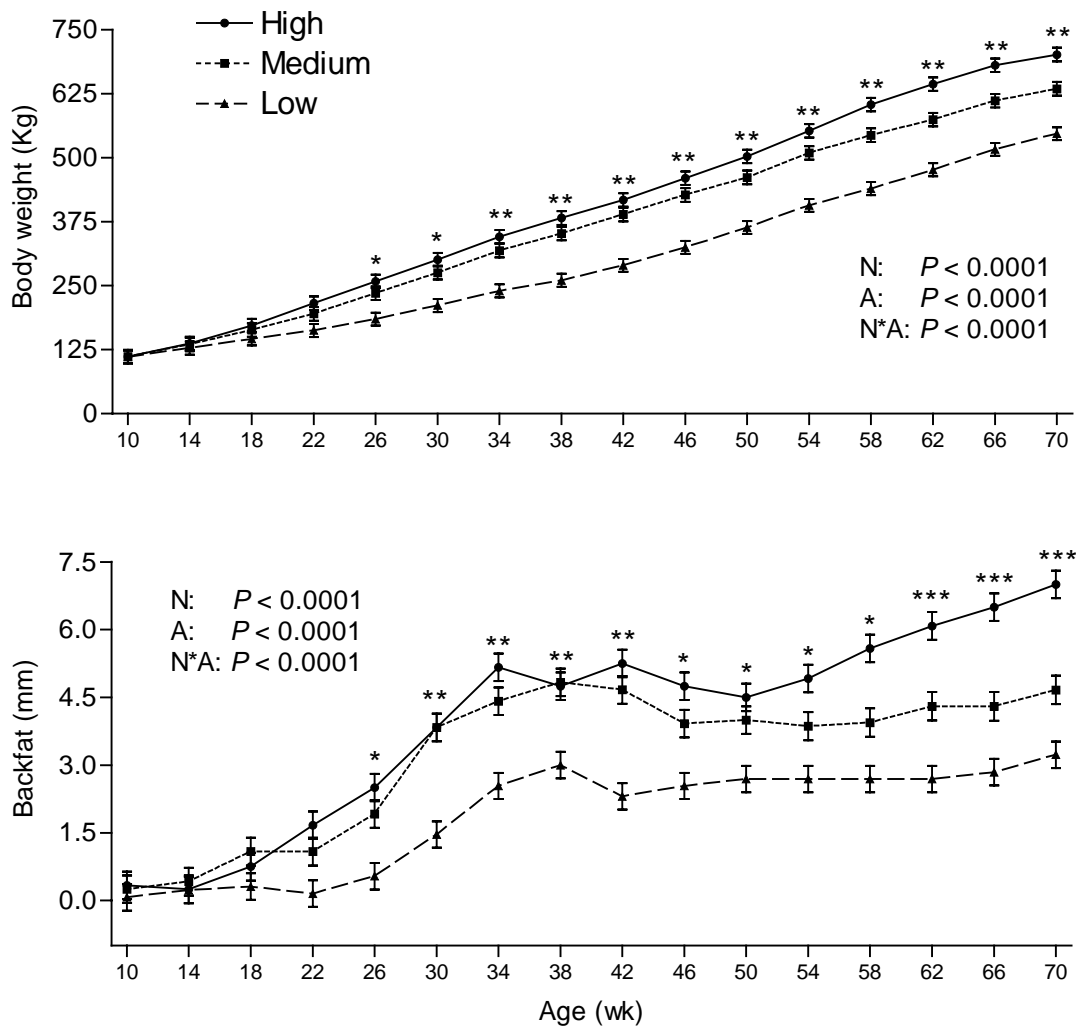 High
Medium
Low
Body weight (Kg)
750
625
500
375
250
125
0
* * ** ** ** ** ** ** ** ** ** ** **
N: P < 0.0001
A: P < 0.0001
N*A: P < 0.0001
10 14 18 22 26 30 34 38 42 46 50 54 58 62 66 70
Backfat (mm)
7.5
6.0
4.5
3.0
1.5
0.0
N: P < 0.0001
A: P < 0.0001
N*A: P < 0.0001
* ** ** ** ** * * * * *** *** ***
10 14 18 22 26 30 34 38 42 46 50 54 58 62 66 70
Age (wk)